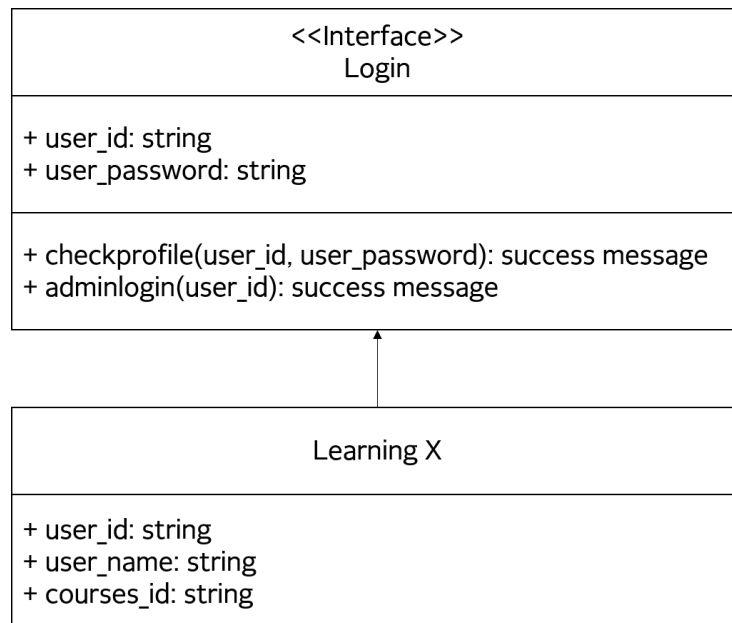 <<Interface>>
Login
+ user_id: string
+ user_password: string
+ checkprofile(user_id, user_password): success message
+ adminlogin(user_id): success message
Learning X
+ user_id: string
+ user_name: string
+ courses_id: string